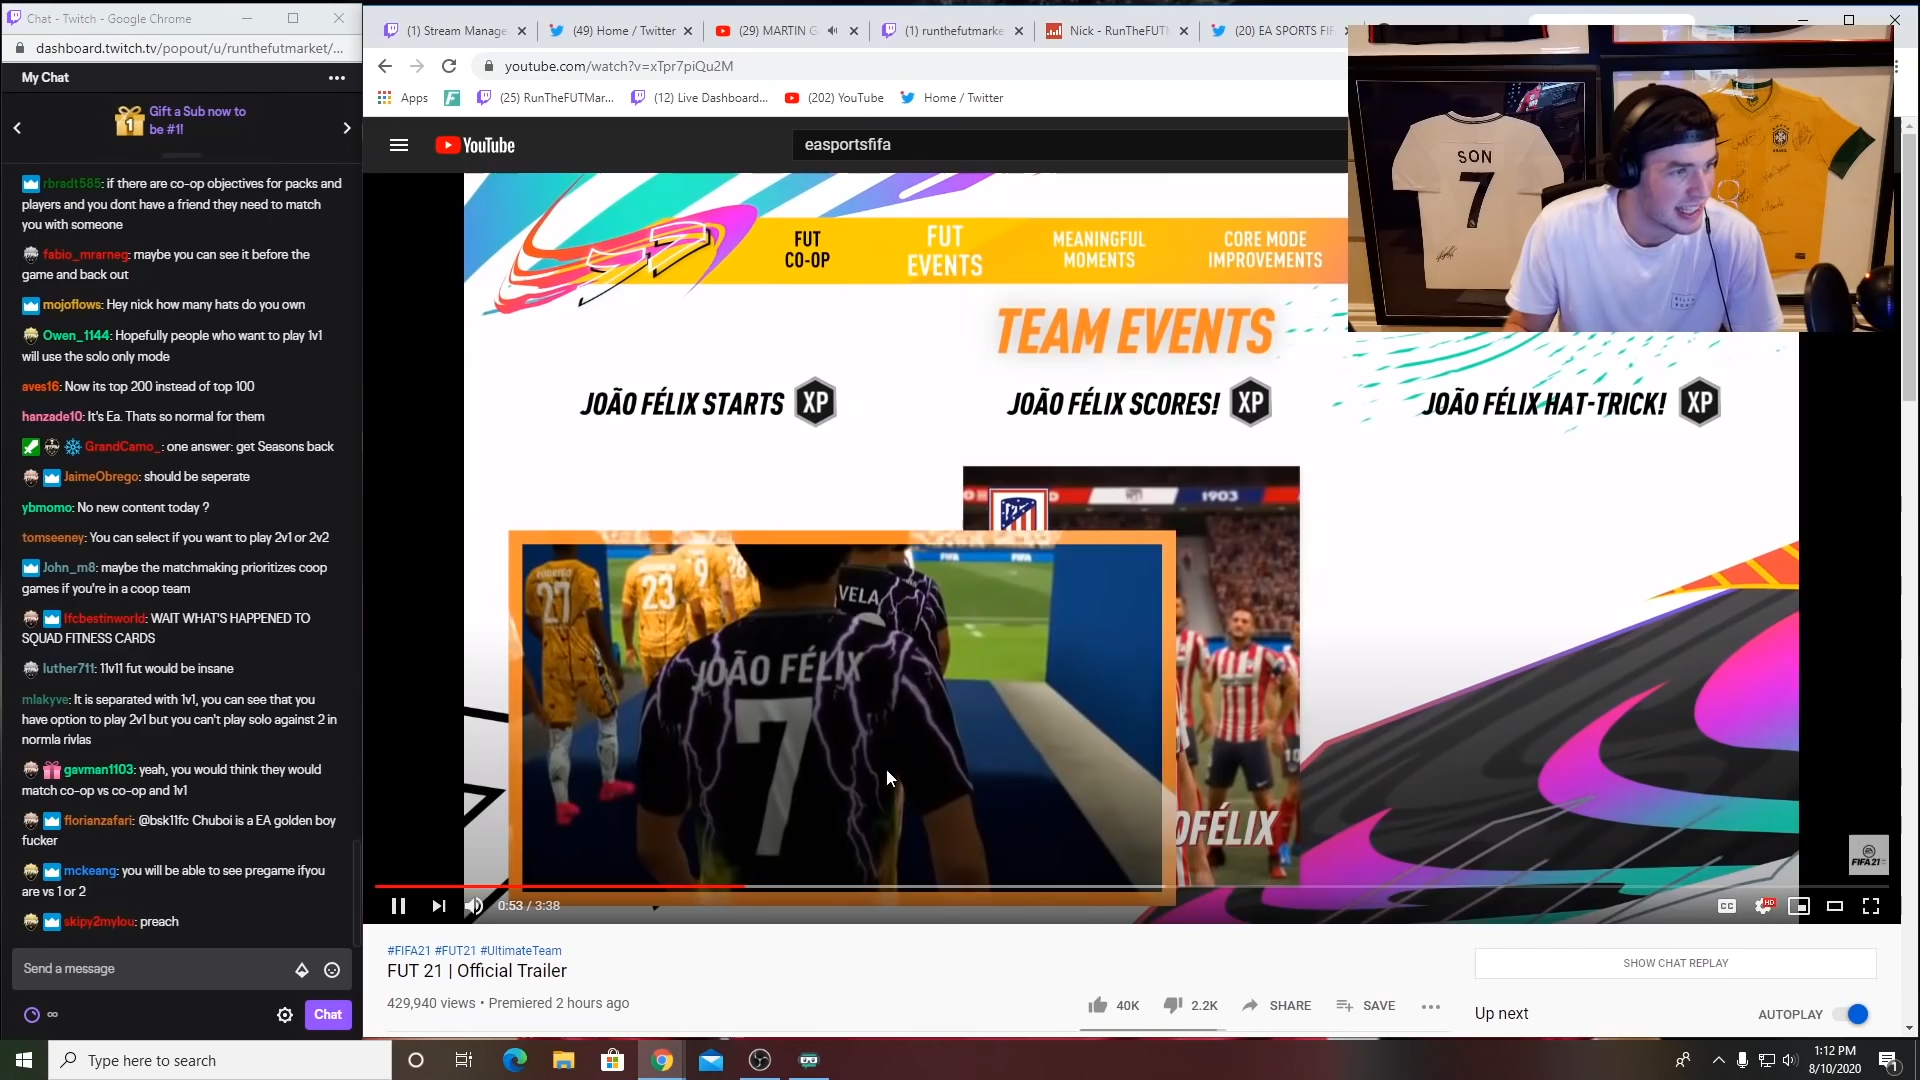 Chat - Twitch - Google Chrome
dashboard.twitch.tv/popout/u/runthefutmarket/...
My Chat
Gift a Sub now to
be #1!
1
rbradt585: if there are co-op objectives for packs and
players and you dont have a friend they need to match
you with someone
fabio_mrarneg: maybe you can see it before the
game and back out
mojoflows: Hey nick how many hats do you own
Owen_1144: Hopefully people who want to play 1v1
will use the solo only mode
aves16: Now its top 200 instead of top 100
hanzade10: It's Ea. Thats so normal for them
GrandCamo_: one answer: get Seasons back
JaimeObrego: should be seperate
ybmomo: No new content today ?
tomseeney: You can select if you want to play 2v1 or 2v2
John_m8: maybe the matchmaking prioritizes coop
games if you're in a coop team
lfcbestinworld: WAIT WHAT'S HAPPENED TO
SQUAD FITNESS CARDS
luther711: 11v11 fut would be insane
mlakyve: It is separated with 1v1, you can see that you
have option to play 2v1 but you can't play solo against 2 in
normla rivlas
gavman1103: yeah, you would think they would
match co-op vs co-op and 1v1
florianzafari: @bsk11fc Chuboi is a EA golden boy
fucker
mckeang: you will be able to see pregame ifyou
are vs 1 or 2
skipy2mylou: preach
Send a message
Chat
(1) Stream Manage
(49) Home / Twitter
(29) MARTIN G
(1) runthefutmarke
Nick - RunTheFUT
(20) EA SPORTS FIF
youtube.com/watch?v=xTpr7piQu2M
Apps
(25) RunTheFUTMar...
(12) Live Dashboard...
(202) YouTube
Home / Twitter
YouTube
easportsfifa
SON
7
21
FUT
CO-OP
FUT
EVENTS
MEANINGFUL
MOMENTS
CORE MODE
IMPROVEMENTS
TEAM EVENTS
JOÃO FÉLIX STARTS XP
JOÃO FÉLIX SCORES! XP
JOÃO FÉLIX HAT-TRICK! XP
1903
27
23
9
28
VELA
JOÃO FÉLIX
7
OFÉLIX
FIFA 21
0:53 / 3:38
CC
HD
#FIFA21 #FUT21 #UltimateTeam
FUT 21 | Official Trailer
429,940 views • Premiered 2 hours ago
40K
2.2K
SHARE
SAVE
SHOW CHAT REPLAY
Up next
AUTOPLAY
Type here to search
1:12 PM
8/10/2020
1